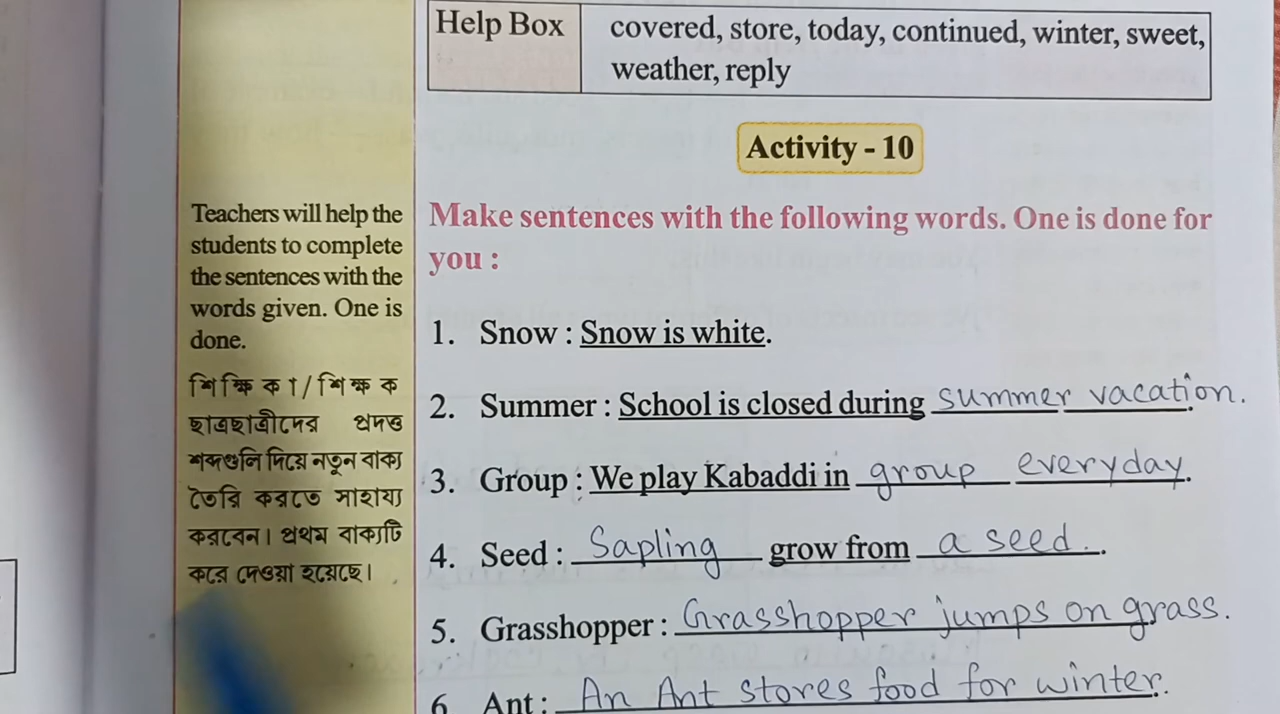 Help Box covered, store, today, continued, winter, sweet,
weather, reply
Activity - 10
Teachers will help the
students to complete
the sentences with the
words given. One is
done.
শিক্ষিকা/শিক্ষক
ছাত্রছাত্রীদের প্রদত্ত
শব্দগুলি দিয়ে নতুন বাক্য
তৈরি করতে সাহায্য
করবেন। প্রথম বাক্যটি
করে দেওয়া হয়েছে।
Make sentences with the following words. One is done for
you :
1. Snow : Snow is white.
2. Summer : School is closed during summer vacation.
3. Group : We play Kabaddi in group everyday.
4. Seed : Sapling grow from a seed.
5. Grasshopper : Grasshopper jumps on grass.
6 Ant : An Ant stores food for winter.